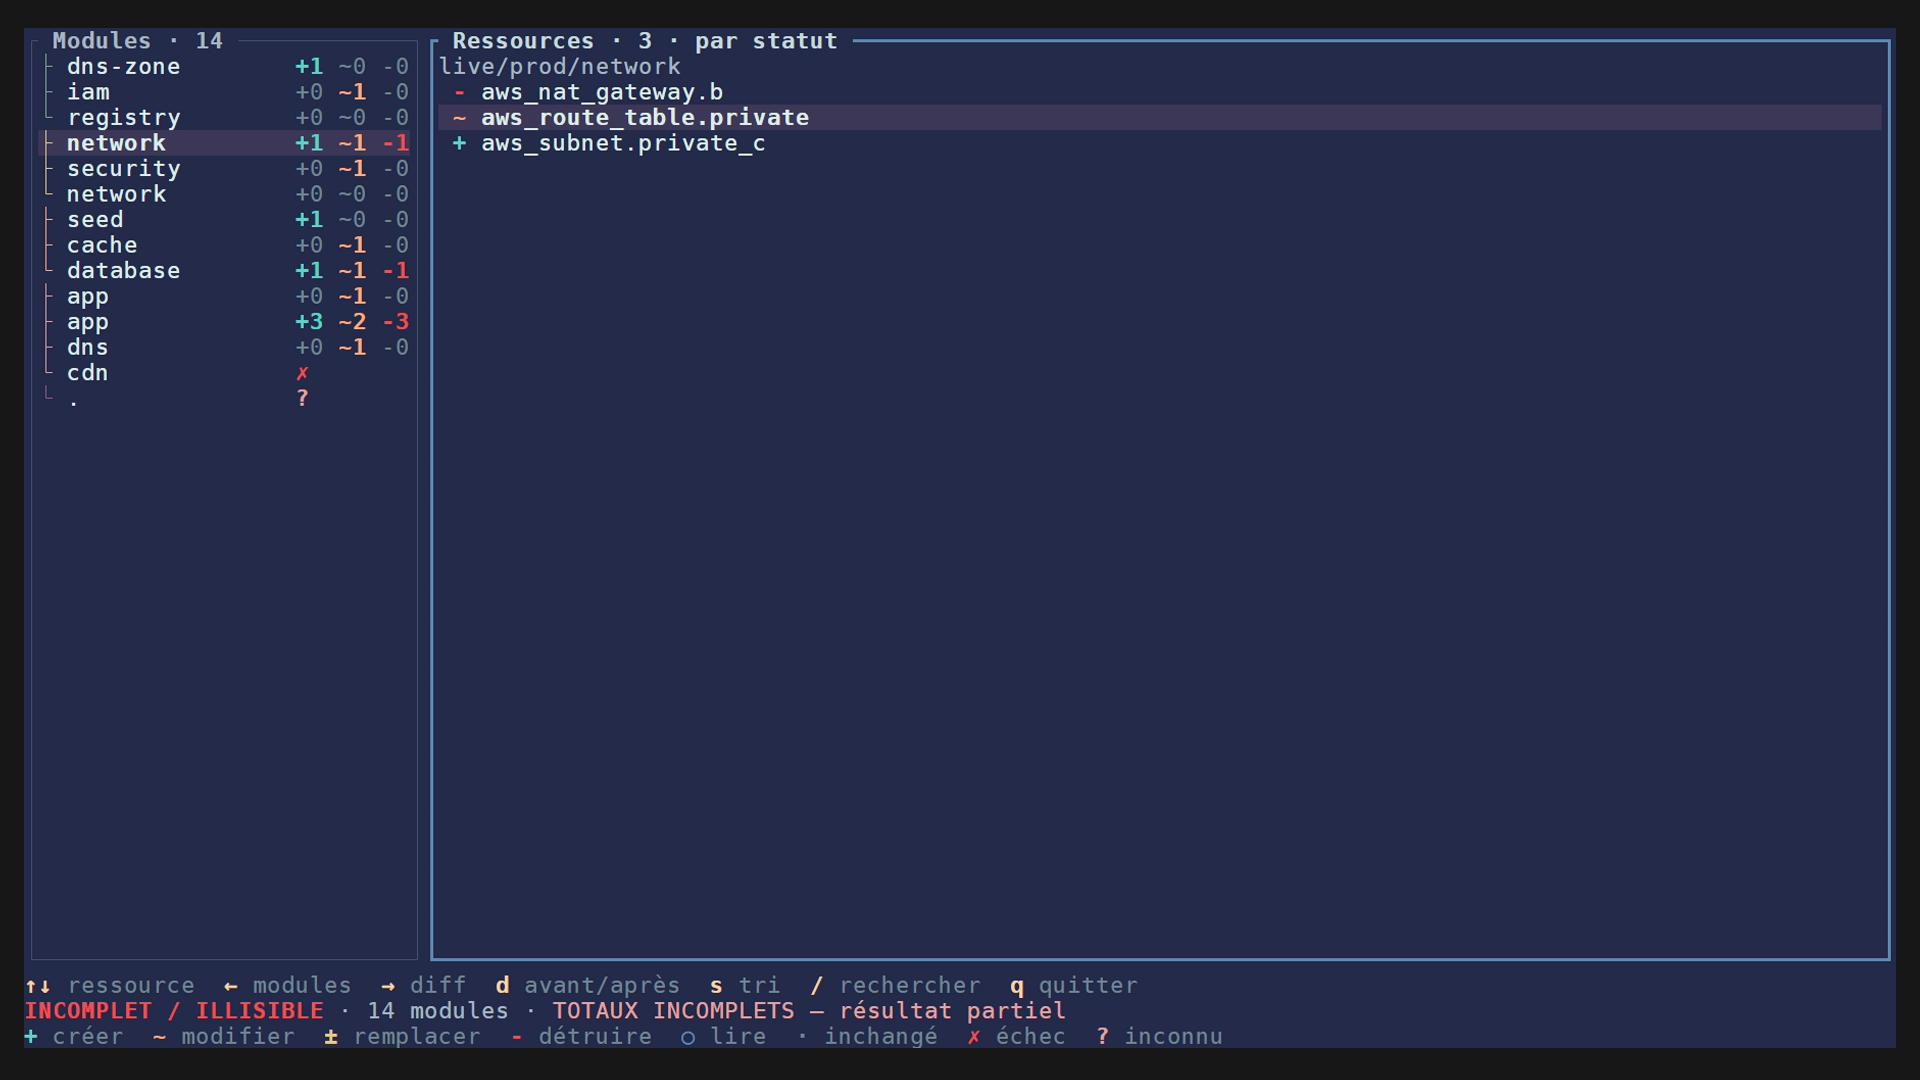 Modules · 14
dns-zone +1 ~0 -0
iam +0 ~1 -0
registry +0 ~0 -0
network +1 ~1 -1
security +0 ~1 -0
network +0 ~0 -0
seed +1 ~0 -0
cache +0 ~1 -0
database +1 ~1 -1
app +0 ~1 -0
app +3 ~2 -3
dns +0 ~1 -0
cdn ✗
. ?
Ressources · 3 · par statut
live/prod/network
- aws_nat_gateway.b
~ aws_route_table.private
+ aws_subnet.private_c
↑↓ ressource ← modules → diff d avant/après s tri / rechercher q quitter
INCOMPLET / ILLISIBLE · 14 modules · TOTAUX INCOMPLETS — résultat partiel
+ créer ~ modifier ± remplacer - détruire ○ lire · inchangé ✗ échec ? inconnu